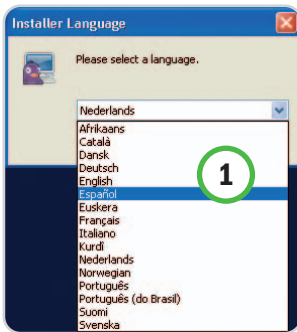 Installer Language
Please select a language.
Nederlands
Afrikaans
Català
Dansk
Deutsch
English
Español
Euskera
Français
Italiano
Kurdî
Nederlands
Norwegian
Português
Português (do Brasil)
Suomi
Svenska
1